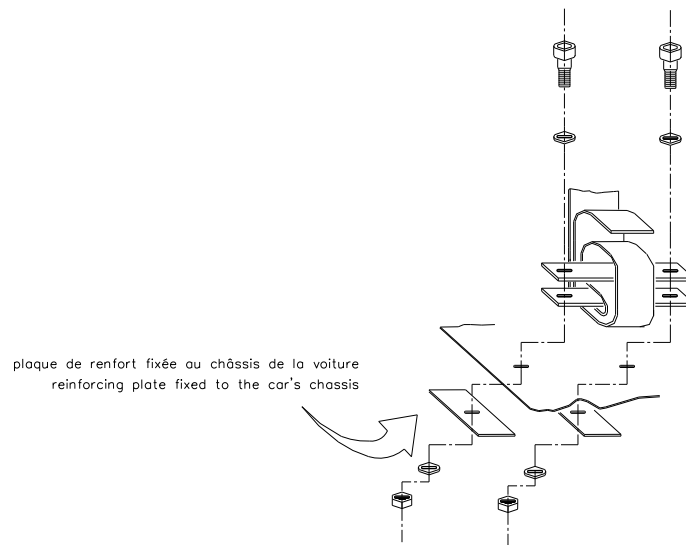 plaque de renfort fixée au châssis de la voiture
reinforcing plate fixed to the car's chassis